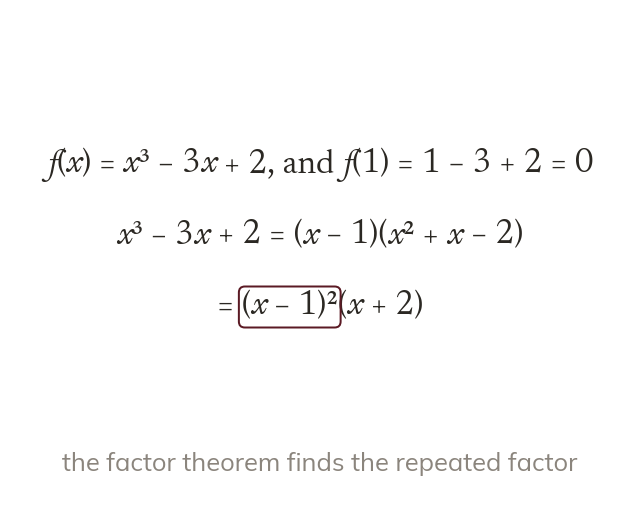 f(x) = x³ − 3x + 2, and f(1) = 1 − 3 + 2 = 0
x³ − 3x + 2 = (x − 1)(x² + x − 2)
= (x − 1)²(x + 2)
the factor theorem finds the repeated factor